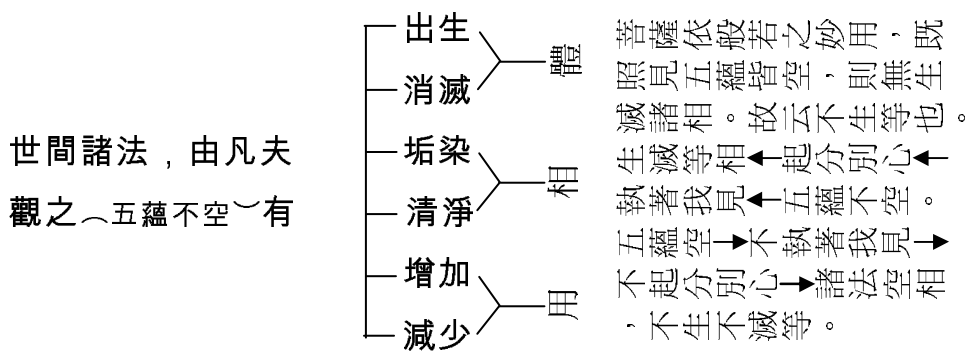 世間諸法，由凡夫
觀之（五蘊不空）有
出生
消滅
體
垢染
清淨
相
增加
減少
用
菩薩依般若之妙用，既
照見五蘊皆空，則無生
滅諸相。故云不生等也。
生滅等相←起分別心←
執著我見←五蘊不空。
五蘊空→不執著我見→
不起分別心→諸法空相
，不生不滅等。